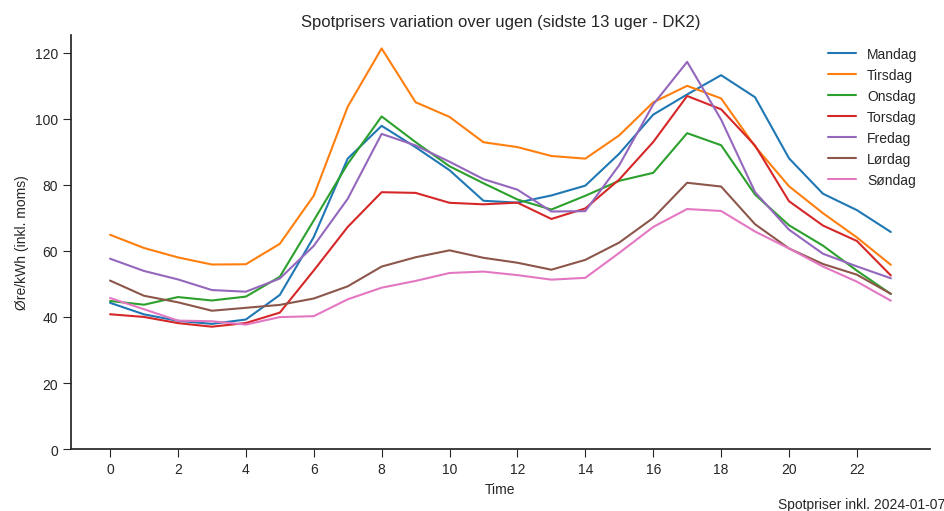 Spotprisers variation over ugen (sidste 13 uger - DK2)
Øre/kWh (inkl. moms)
120
100
80
60
40
20
0
Mandag
Tirsdag
Onsdag
Torsdag
Fredag
Lørdag
Søndag
0 2 4 6 8 10 12 14 16 18 20 22
Time
Spotpriser inkl. 2024-01-07